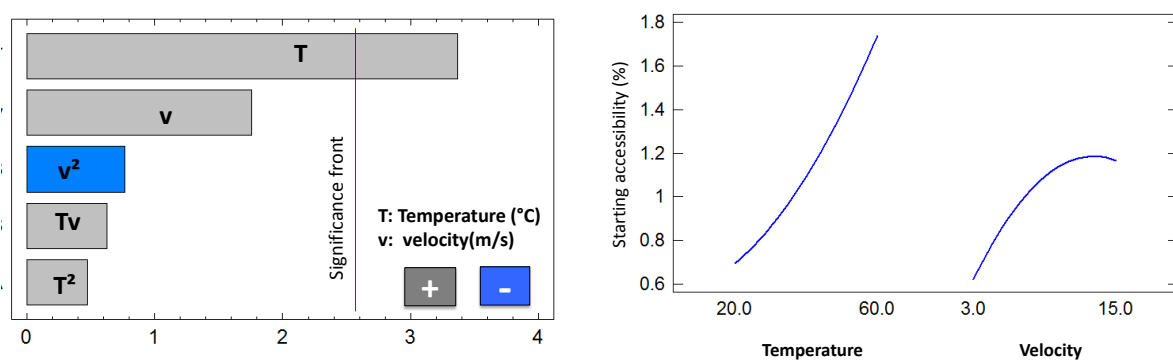 T
v
v²
Tv
T²
Significance front
T: Temperature (°C)
v: velocity(m/s)
+
-
0 1 2 3 4
Starting accessibility (%)
1.8
1.6
1.4
1.2
1
0.8
0.6
20.0 60.0 3.0 15.0
Temperature Velocity